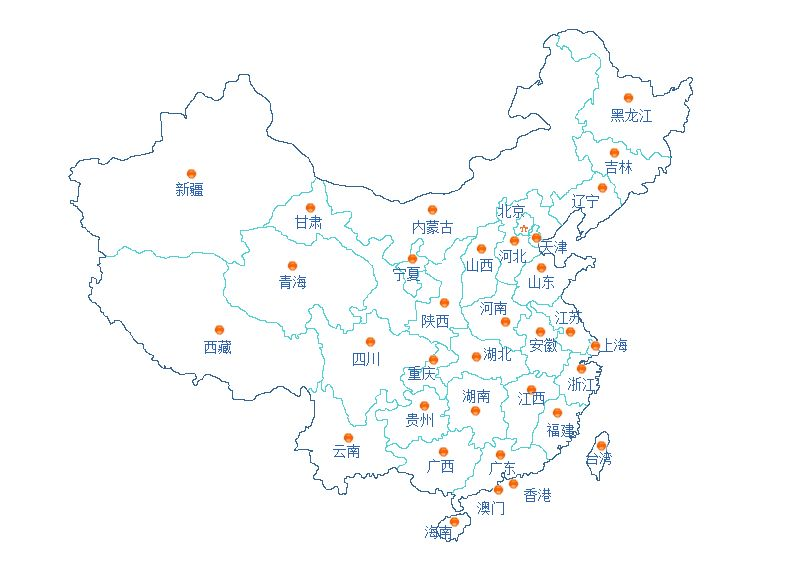 黑龙江
吉林
新疆
辽宁
北京
甘肃
内蒙古
天津
河北
山西
宁夏
青海
山东
河南
江苏
陕西
安徽
上海
西藏
湖北
四川
重庆
浙江
湖南
江西
贵州
福建
云南
台湾
广西
广东
香港
澳门
海南